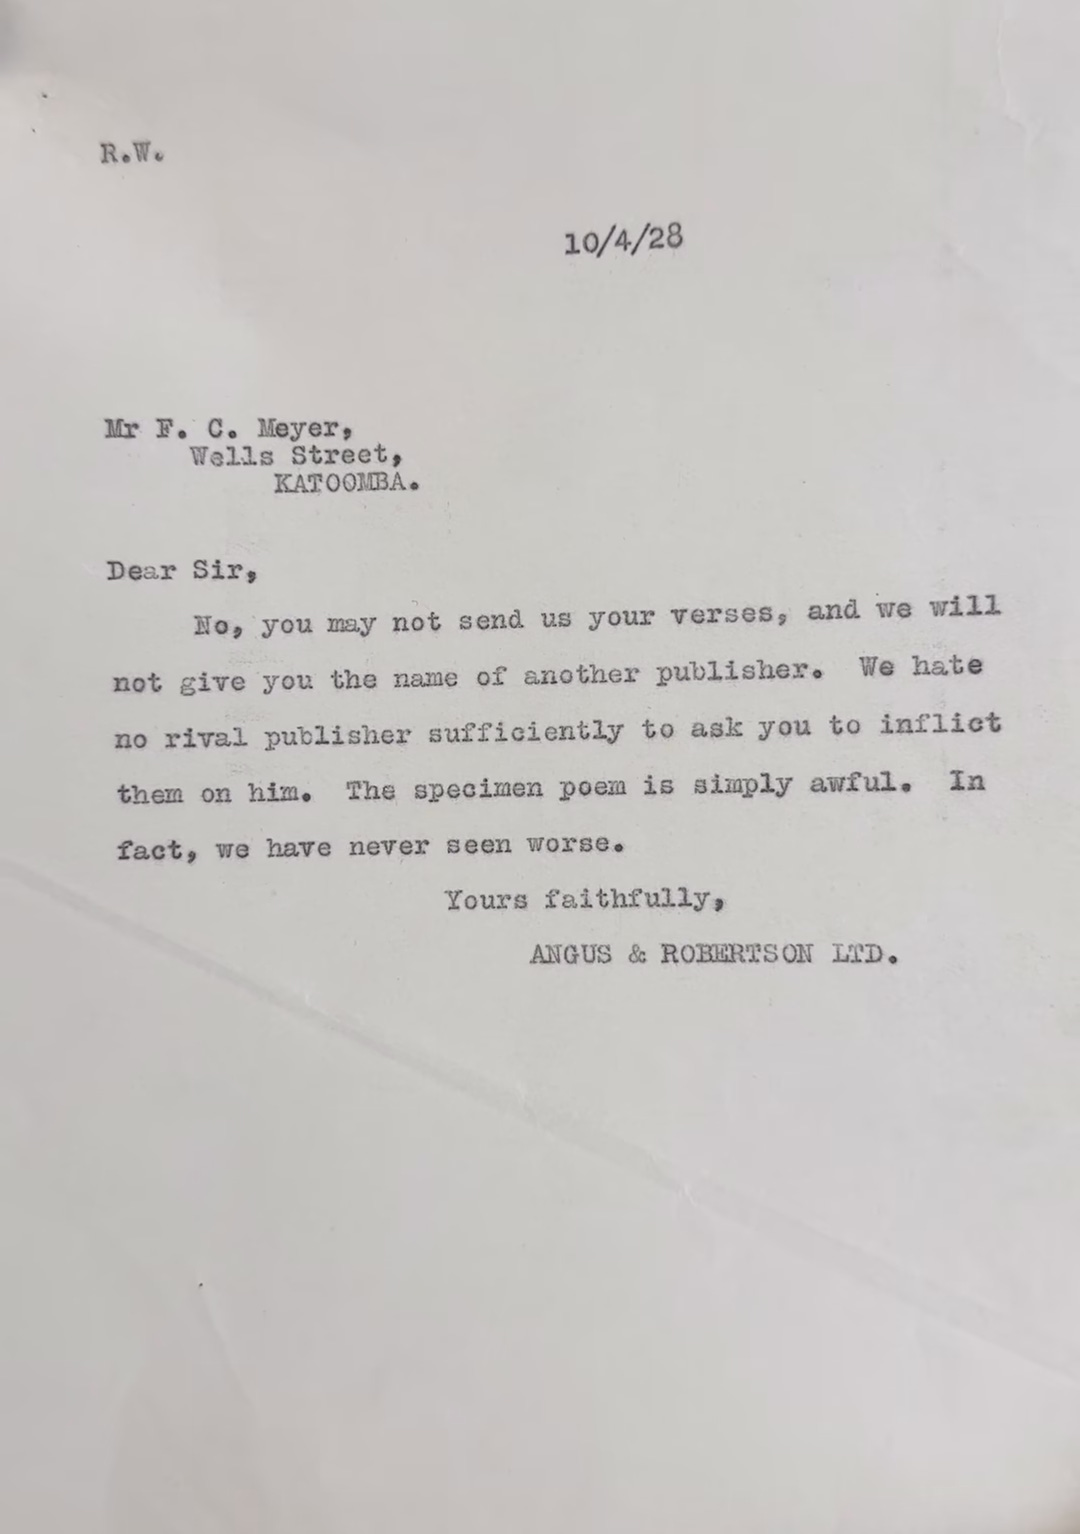 R.W.
10/4/28
Mr F. C. Meyer,
Wells Street,
KATOOMBA.
Dear Sir,
No, you may not send us your verses, and we will
not give you the name of another publisher. We hate
no rival publisher sufficiently to ask you to inflict
them on him. The specimen poem is simply awful. In
fact, we have never seen worse.
Yours faithfully,
ANGUS & ROBERTSON LTD.